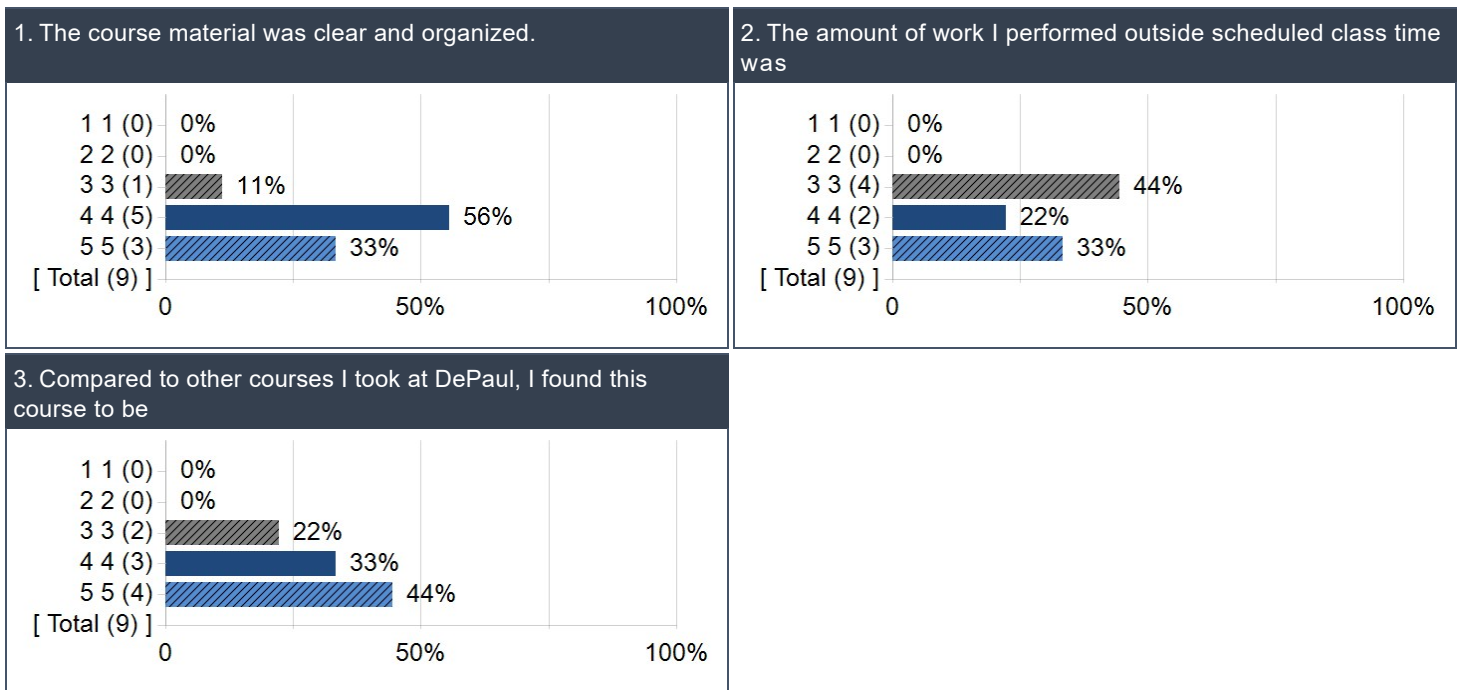 1. The course material was clear and organized.
1 1 (0) 0%
2 2 (0) 0%
3 3 (1) 11%
4 4 (5) 56%
5 5 (3) 33%
[ Total (9) ]
0 50% 100%
2. The amount of work I performed outside scheduled class time
was
1 1 (0) 0%
2 2 (0) 0%
3 3 (4) 44%
4 4 (2) 22%
5 5 (3) 33%
[ Total (9) ]
0 50% 100%
3. Compared to other courses I took at DePaul, I found this
course to be
1 1 (0) 0%
2 2 (0) 0%
3 3 (2) 22%
4 4 (3) 33%
5 5 (4) 44%
[ Total (9) ]
0 50% 100%